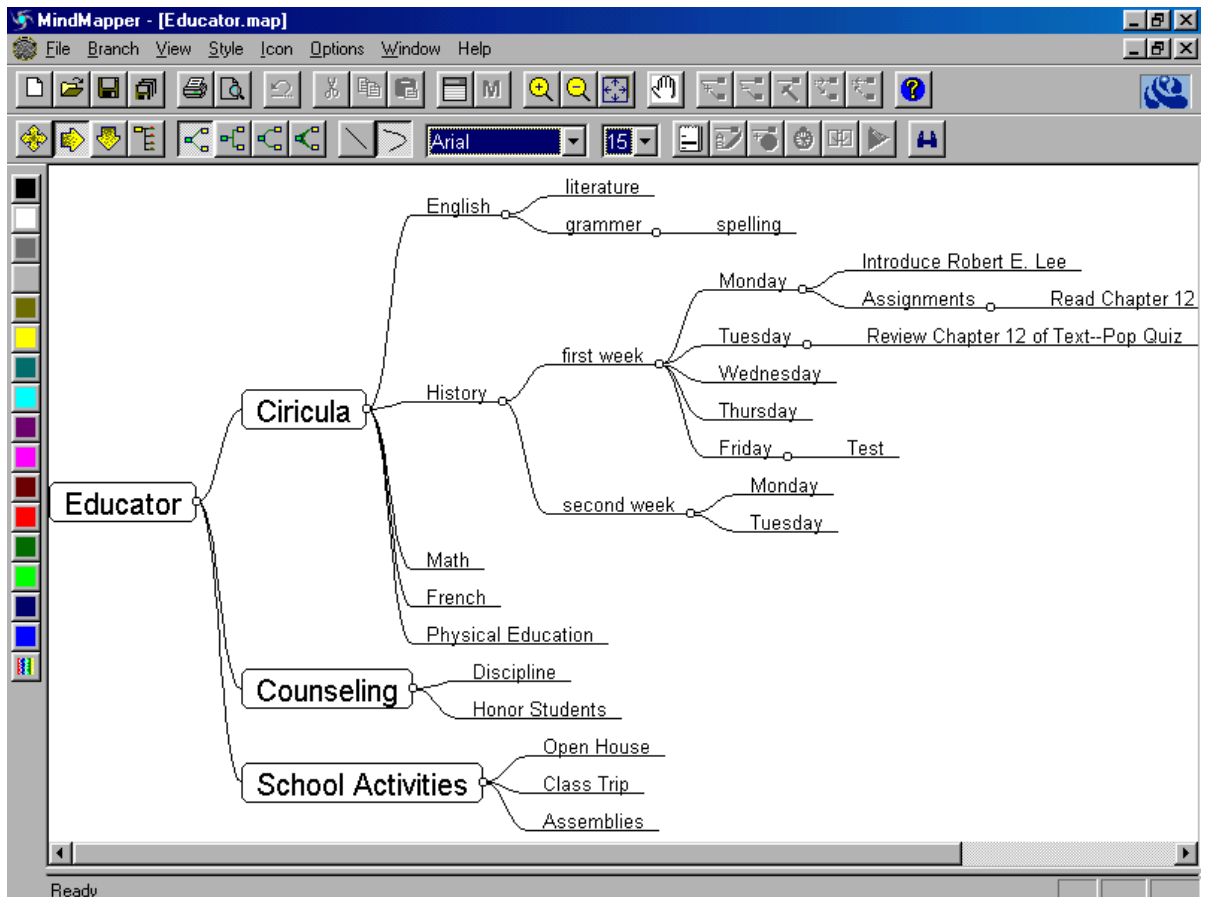 MindMapper - [Educator.map]
File Branch View Style Icon Options Window Help
M
Arial 15
literature
English
grammer spelling
Introduce Robert E. Lee
Monday
Assignments Read Chapter 12
Tuesday Review Chapter 12 of Text--Pop Quiz
first week
Wednesday
History
Ciricula
Thursday
Friday Test
Monday
Educator
second week
Tuesday
Math
French
Physical Education
Discipline
Counseling
Honor Students
Open House
School Activities
Class Trip
Assemblies
Ready